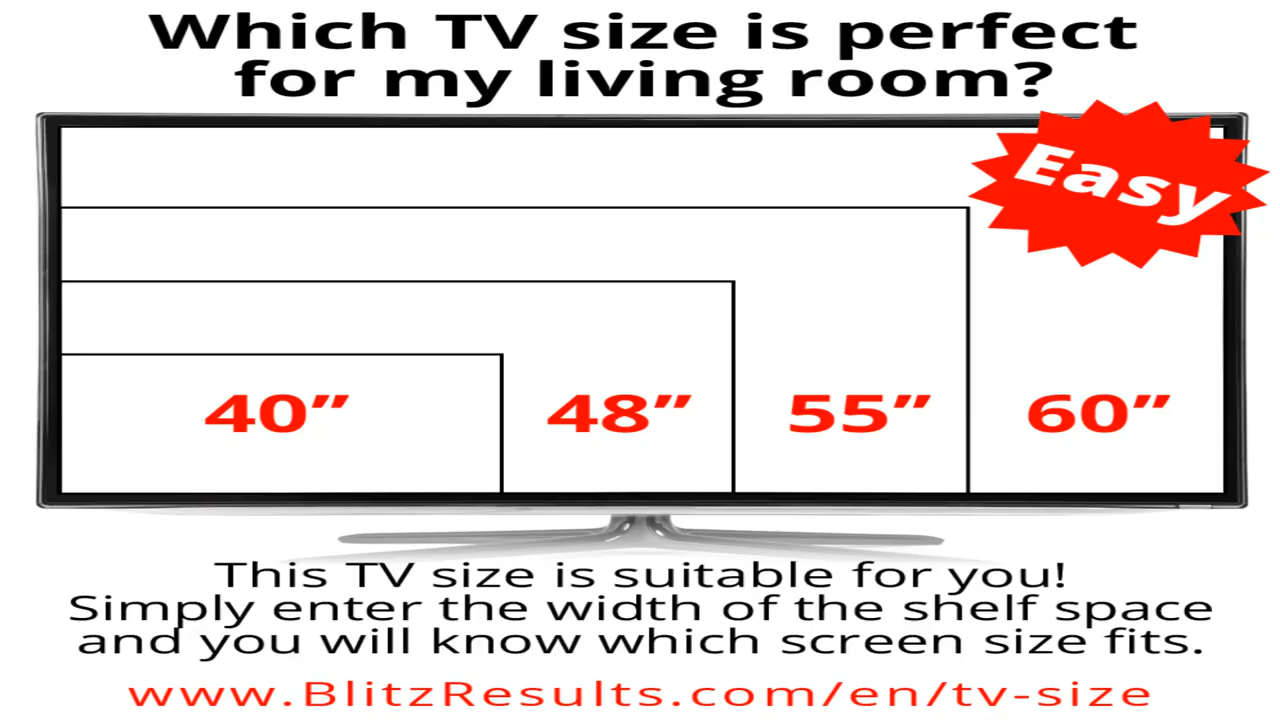 Which TV size is perfect
for my living room?
Easy
40”
48”
55”
60”
This TV size is suitable for you!
Simply enter the width of the shelf space
and you will know which screen size fits.
www.BlitzResults.com/en/tv-size